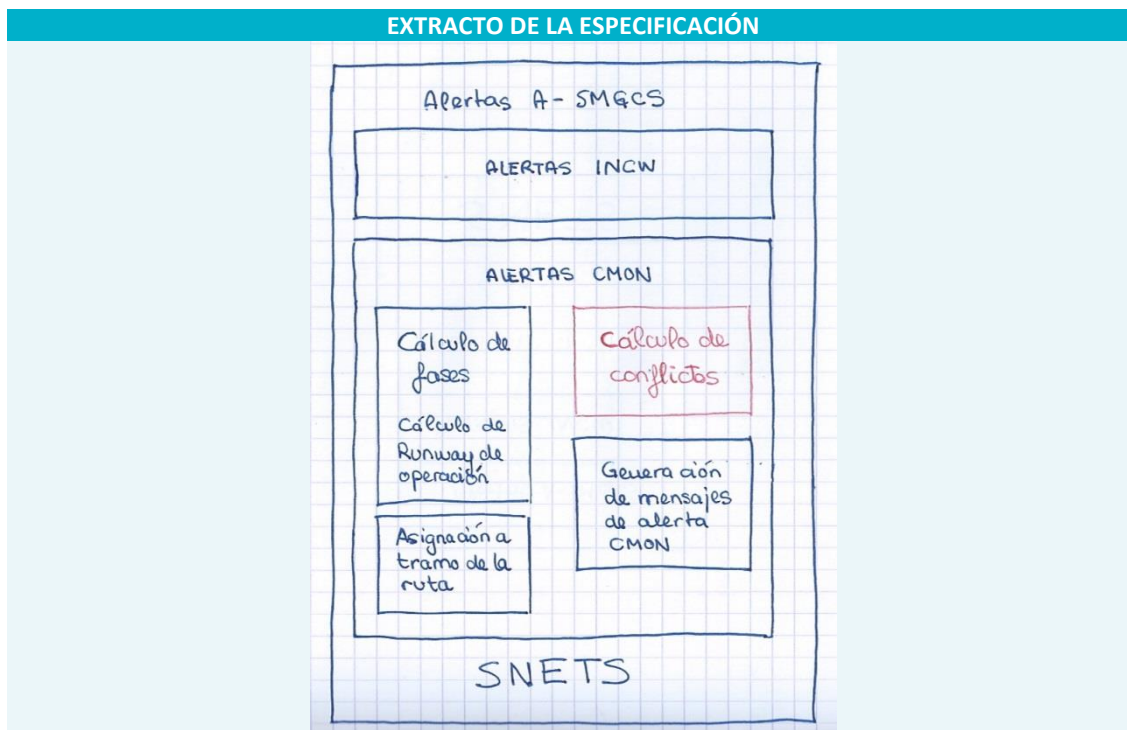 EXTRACTO DE LA ESPECIFICACIÓN
Alertas A-SMGCS
ALERTAS INCW
ALERTAS CMON
Cálculo de
fases
Cálculo de
Runway de
operación
Asignación a
tramo de la
ruta
Cálculo de
conflictos
Generación
de mensajes
de alerta
CMON
SNETS